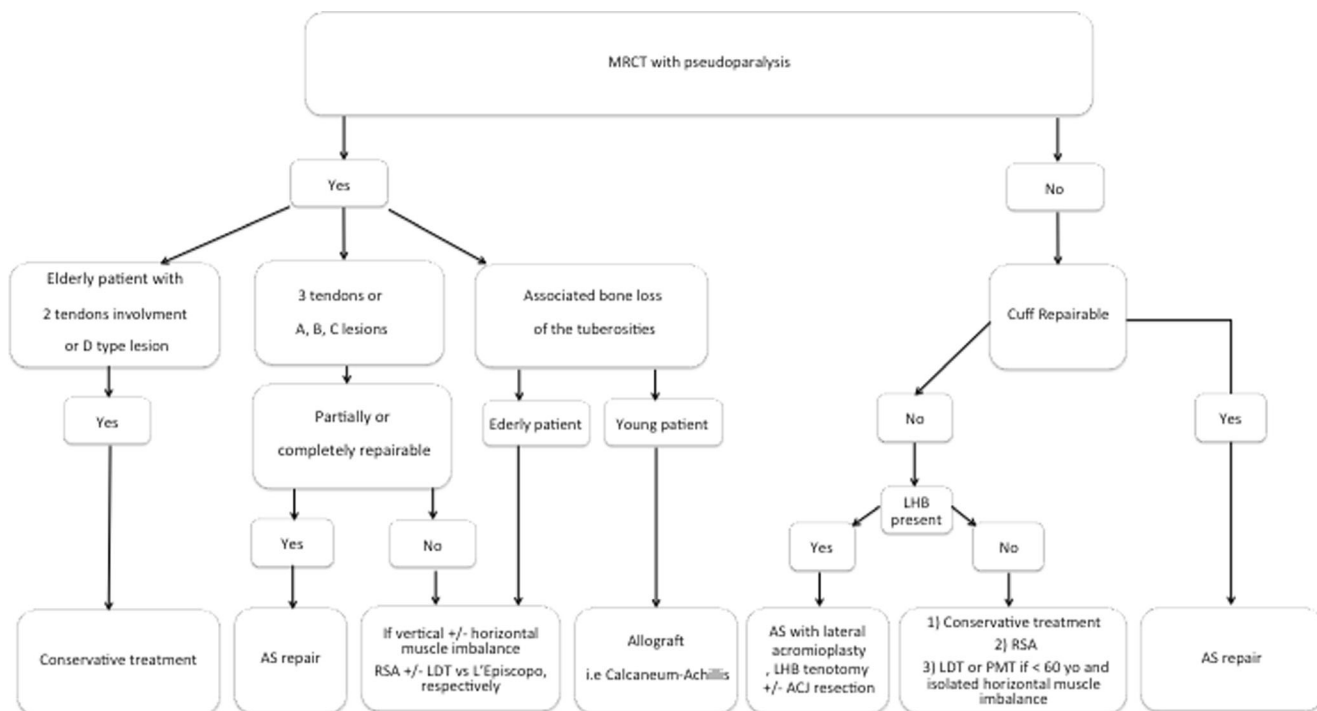 MRCT with pseudoparalysis
Yes
No
Elderly patient with
2 tendons involvment
or D type lesion
3 tendons or
A, B, C lesions
Associated bone loss
of the tuberosities
Cuff Repairable
Yes
Partially or
completely repairable
Ederly patient
Young patient
No
Yes
LHB
present
Yes
No
Yes
No
Conservative treatment
AS repair
If vertical +/- horizontal
muscle imbalance
RSA +/- LDT vs L'Episcopo,
respectively
Allograft
i.e Calcaneum-Achillis
AS with lateral
acromioplasty
, LHB tenotomy
+/- ACJ resection
1) Conservative treatment
2) RSA
3) LDT or PMT if < 60 yo and
isolated horizontal muscle
imbalance
AS repair